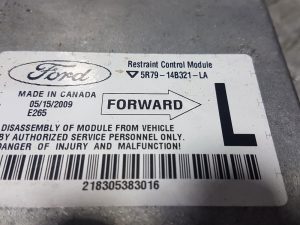 Ford
Restraint Control Module
5R79-14B321-LA
MADE IN CANADA
05/15/2009
E265
FORWARD
L
DISASSEMBLY OF MODULE FROM VEHICLE
BY AUTHORIZED SERVICE PERSONNEL ONLY.
DANGER OF INJURY AND MALFUNCTION!
218305383016